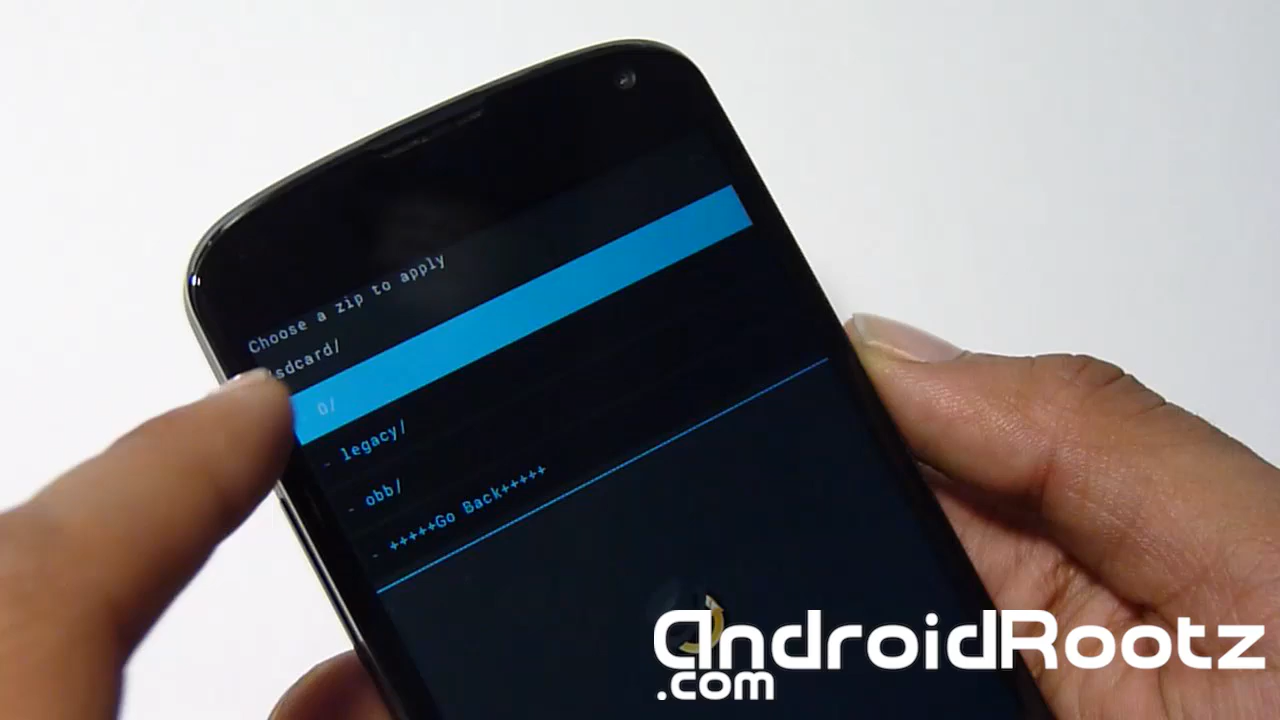 Choose a zip to apply
/sdcard/
0/
- legacy/
- obb/
- +++++Go Back+++++
AndroidRootz
.com